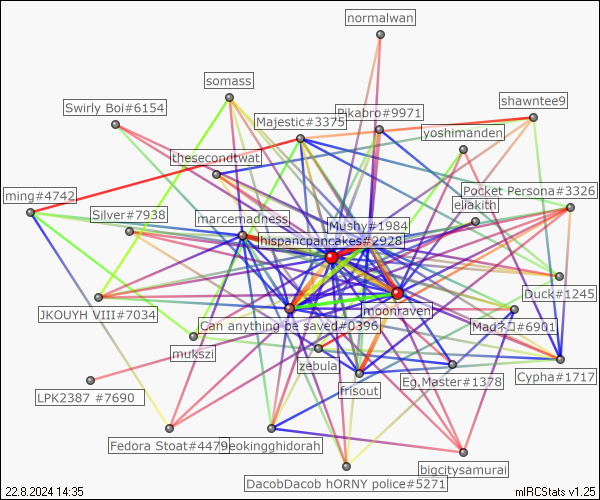 normalwan
somass
Swirly Boi#6154
shawntee9
Pikabro#9971
Majestic#3375
yoshimanden
thesecondtwat
ming#4742
Pocket Persona#3326
eliakith
Silver#7938
marcemadness
Mushy#1984
hispancpancakes#2928
Duck#1245
JKOUYH VIII#7034
moonraven
Can anything be saved#0396
Madネコ#6901
mukszi
zebula
Cypha#1717
Eg.Master#1378
frisout
LPK2387 #7690
Fedora Stoat#4479
neokingghidorah
bigcitysamurai
DacobDacob hORNY police#5271
22.8.2024 14:35
mIRCStats v1.25